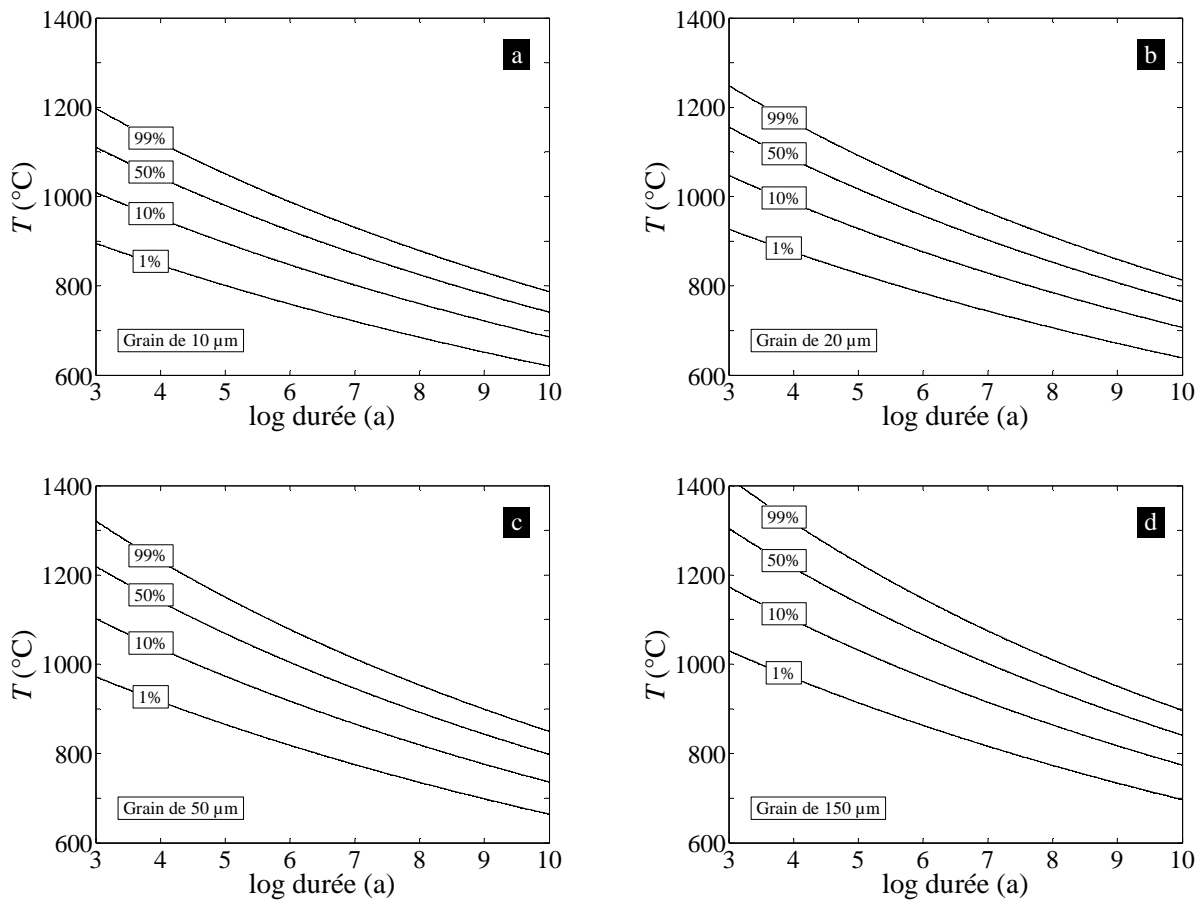 1400
a
1200
99%
50%
1000
10%
1%
800
Grain de 10 µm
600
3 4 5 6 7 8 9 10
T (°C)
log durée (a)
1400
b
1200
99%
50%
1000
10%
1%
800
Grain de 20 µm
600
3 4 5 6 7 8 9 10
T (°C)
log durée (a)
1400
c
99%
1200
50%
10%
1000
1%
800
Grain de 50 µm
600
3 4 5 6 7 8 9 10
T (°C)
log durée (a)
1400
d
99%
50%
1200
10%
1000
1%
800
Grain de 150 µm
600
3 4 5 6 7 8 9 10
T (°C)
log durée (a)